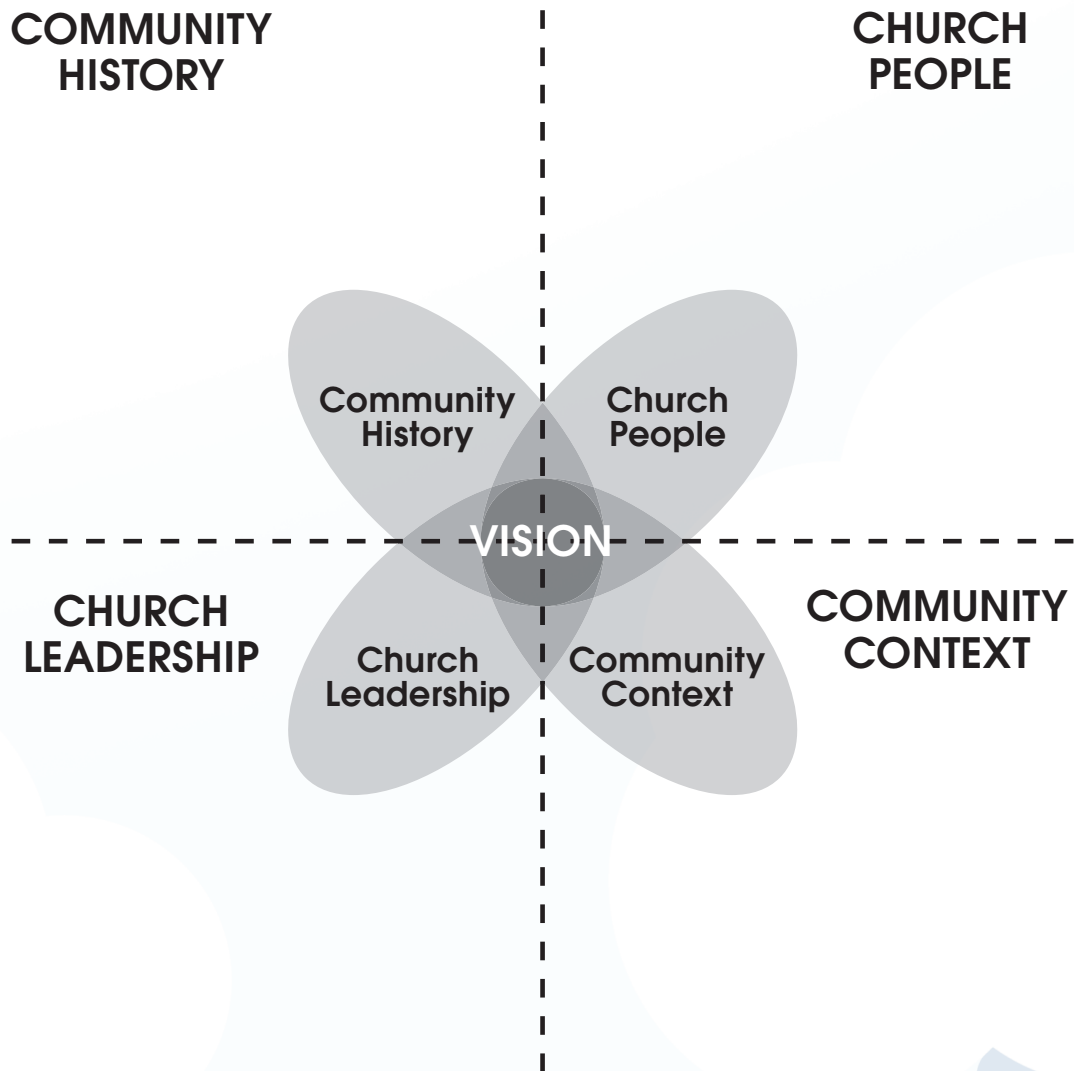 COMMUNITY
HISTORY
CHURCH
PEOPLE
Community
History
Church
People
VISION
CHURCH
LEADERSHIP
COMMUNITY
CONTEXT
Church
Leadership
Community
Context